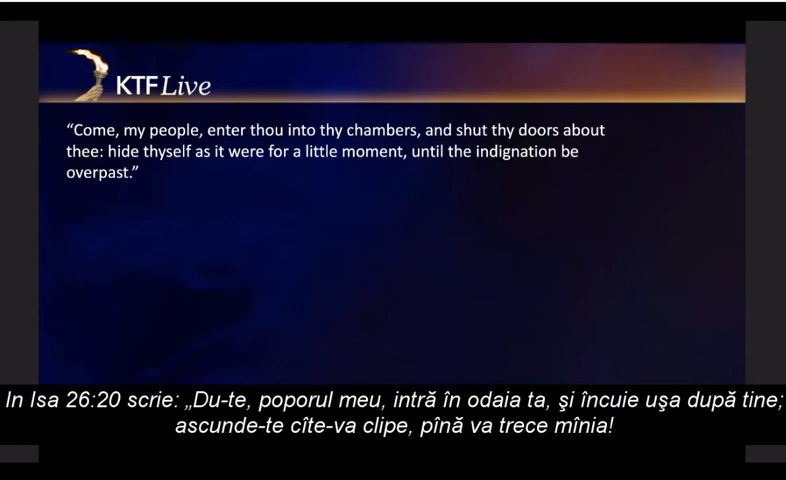 KTF Live
“Come, my people, enter thou into thy chambers, and shut thy doors about
thee: hide thyself as it were for a little moment, until the indignation be
overpast.”
In Isa 26:20 scrie: „Du-te, poporul meu, intră în odaia ta, şi încuie uşa după tine;
ascunde-te cîte-va clipe, pînă va trece mînia!